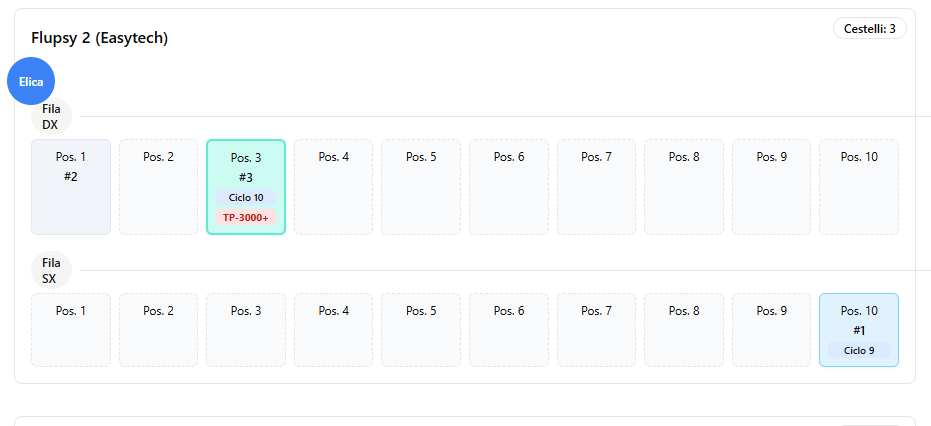 Flupsy 2 (Easytech)
Cestelli: 3
Elica
Fila
DX
Pos. 1
#2
Pos. 2
Pos. 3
#3
Ciclo 10
TP-3000+
Pos. 4
Pos. 5
Pos. 6
Pos. 7
Pos. 8
Pos. 9
Pos. 10
Fila
SX
Pos. 1
Pos. 2
Pos. 3
Pos. 4
Pos. 5
Pos. 6
Pos. 7
Pos. 8
Pos. 9
Pos. 10
#1
Ciclo 9